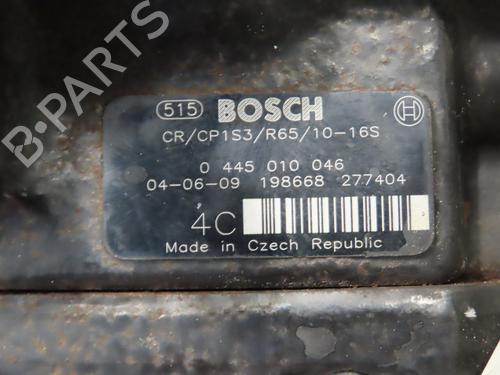 B-PARTS
515 BOSCH
CR/CP1S3/R65/10-16S
0 445 010 046
04-06-09 198668 277404
4C
Made in Czech Republic